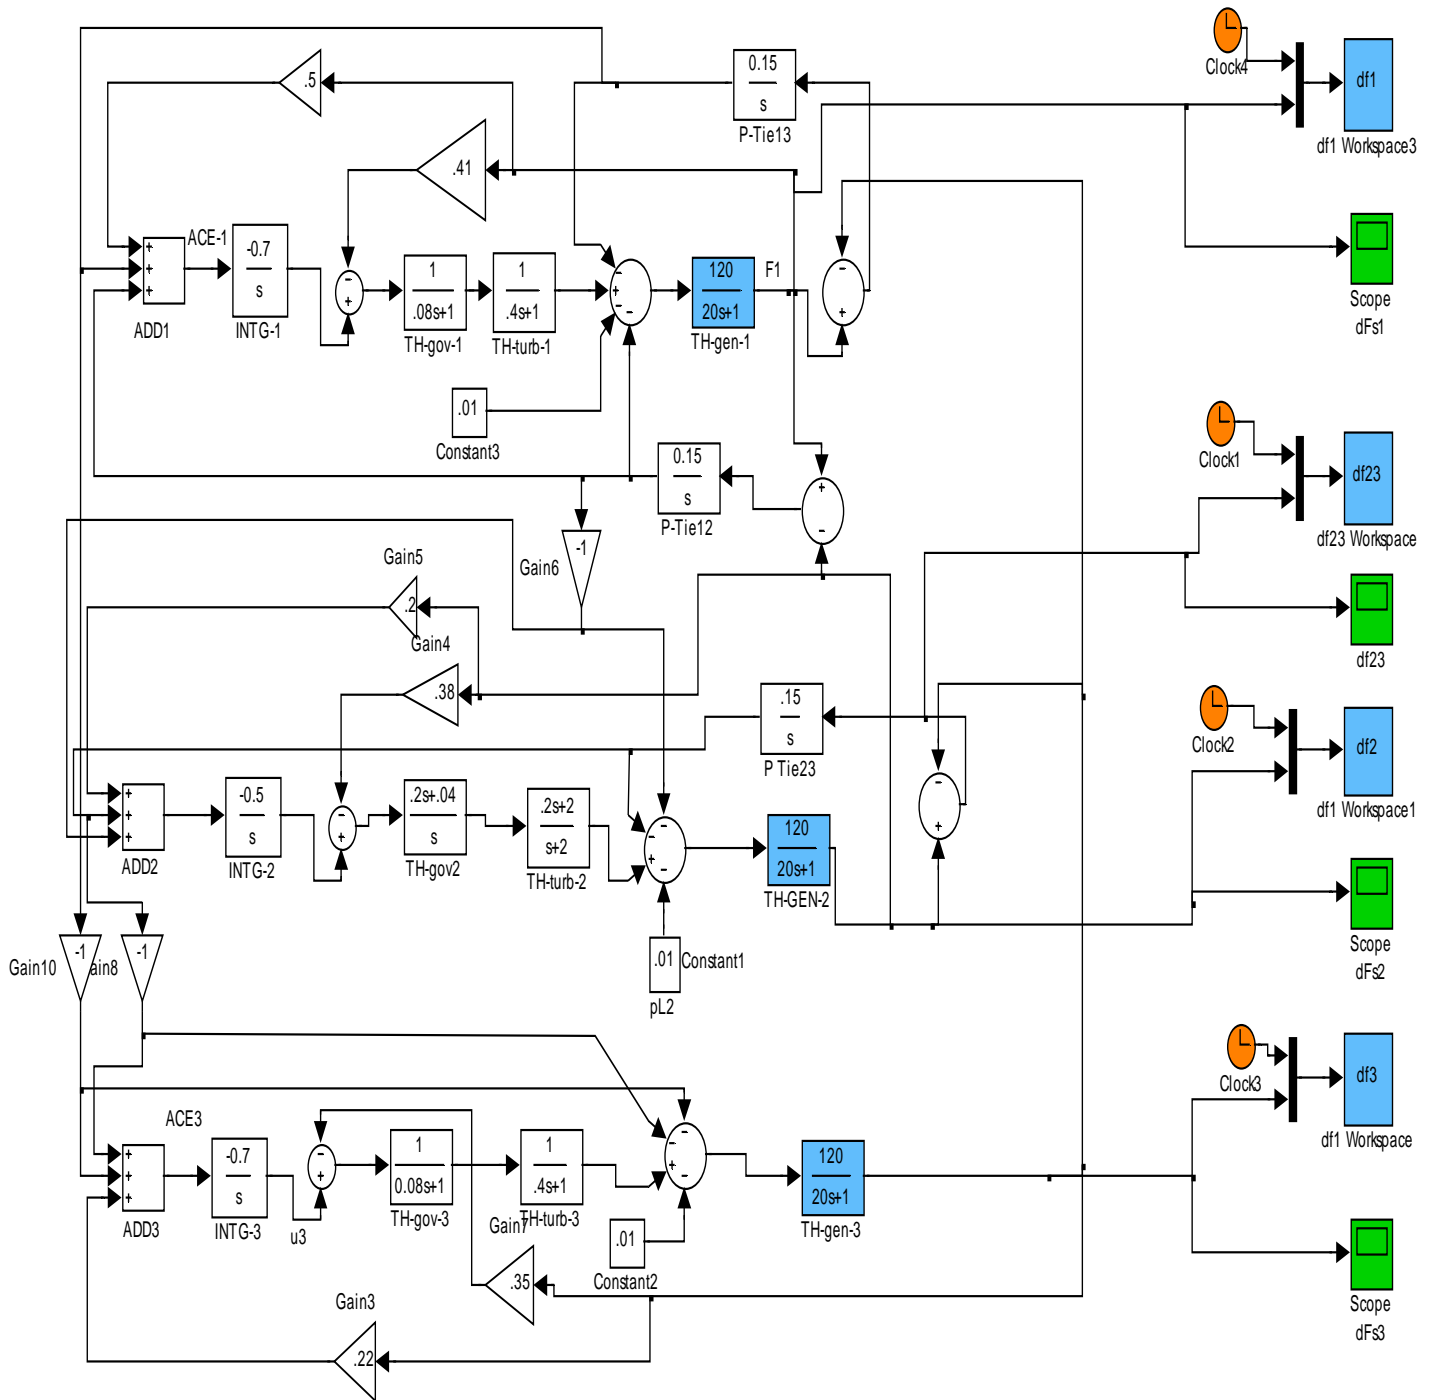 Clock4
df1
df1 Workspace3
.5
0.15
s
P-Tie13
.41
Scope
dFs1
+
+
+
ADD1
ACE-1
-0.7
s
INTG-1
-
+
1
.08s+1
TH-gov-1
1
.4s+1
TH-turb-1
-
+
-
-
120
20s+1
TH-gen-1
F1
-
+
.01
Constant3
0.15
s
P-Tie12
+
-
Clock1
df23
df23 Workspace
-1
Gain6
Gain5
.2
Gain4
.38
df23
.15
s
P Tie23
Clock2
df2
df1 Workspace1
+
+
+
ADD2
-0.5
s
INTG-2
-
+
.2s+.04
s
TH-gov2
.2s+2
s+2
TH-turb-2
-
-
+
-
120
20s+1
TH-GEN-2
-
+
Scope
dFs2
-1
Gain10
-1
ain8
.01
Constant1
pL2
Clock3
df3
df1 Workspace
ACE3
+
+
+
ADD3
-0.7
s
INTG-3
u3
-
+
1
0.08s+1
TH-gov-3
1
.4s+1
TH-turb-3
Gain7
-
-
+
-
120
20s+1
TH-gen-3
.01
Constant2
.35
Gain3
.22
Scope
dFs3